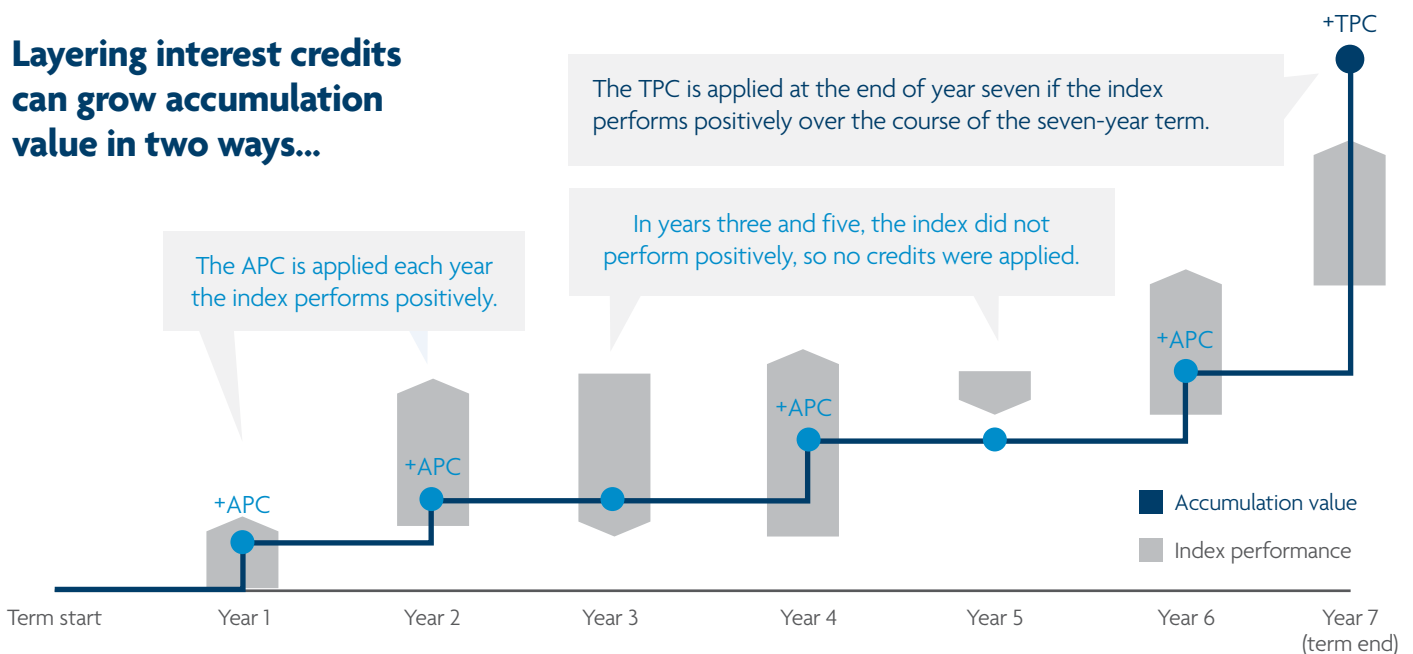 Layering interest credits
can grow accumulation
value in two ways...
+TPC
The TPC is applied at the end of year seven if the index
performs positively over the course of the seven-year term.
In years three and five, the index did not
perform positively, so no credits were applied.
The APC is applied each year
the index performs positively.
+APC
+APC
+APC
+APC
Accumulation value
Index performance
Term start
Year 1
Year 2
Year 3
Year 4
Year 5
Year 6
Year 7
(term end)